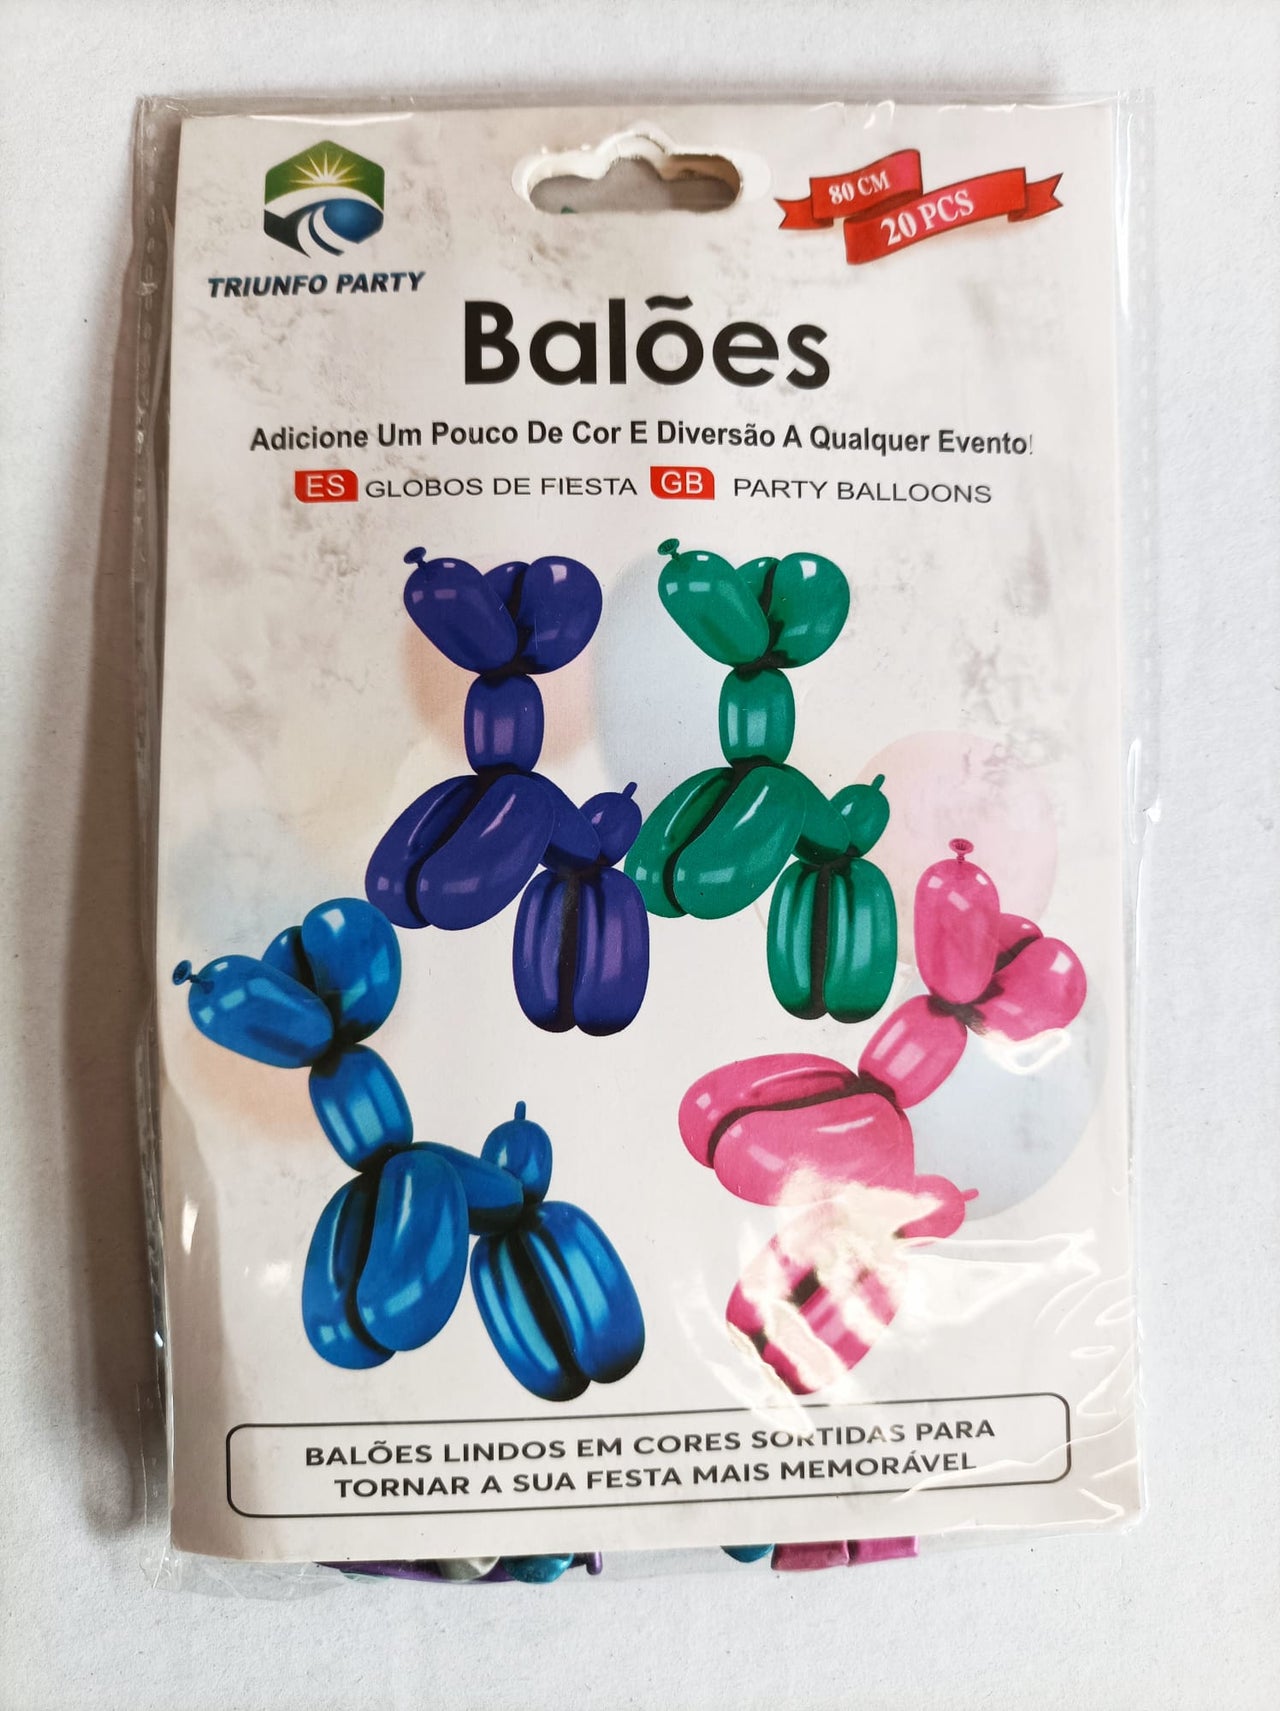 80 CM
20 PCS
TRIUNFO PARTY
Balões
Adicione Um Pouco De Cor E Diversão A Qualquer Evento!
ES GLOBOS DE FIESTA GB PARTY BALLOONS
BALÕES LINDOS EM CORES SORTIDAS PARA
TORNAR A SUA FESTA MAIS MEMORÁVEL